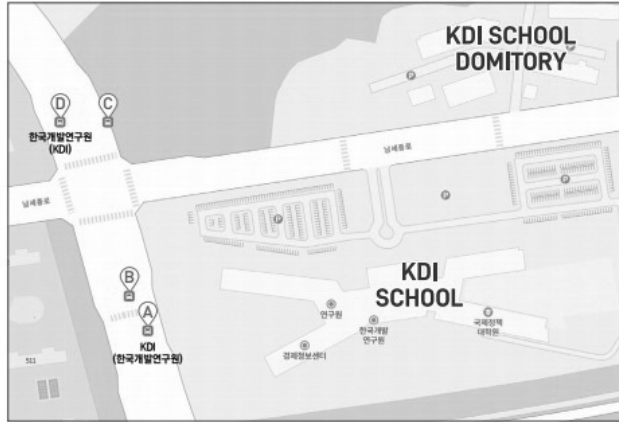 KDI SCHOOL
DOMITORY
P
P
D
C
한국개발연구원
(KDI)
남세종로
남세종로
P
P
P
B
A
KDI
(한국개발연구원)
KDI
SCHOOL
연구원
한국개발
연구원
국제정책
대학원
경제정보센터
511